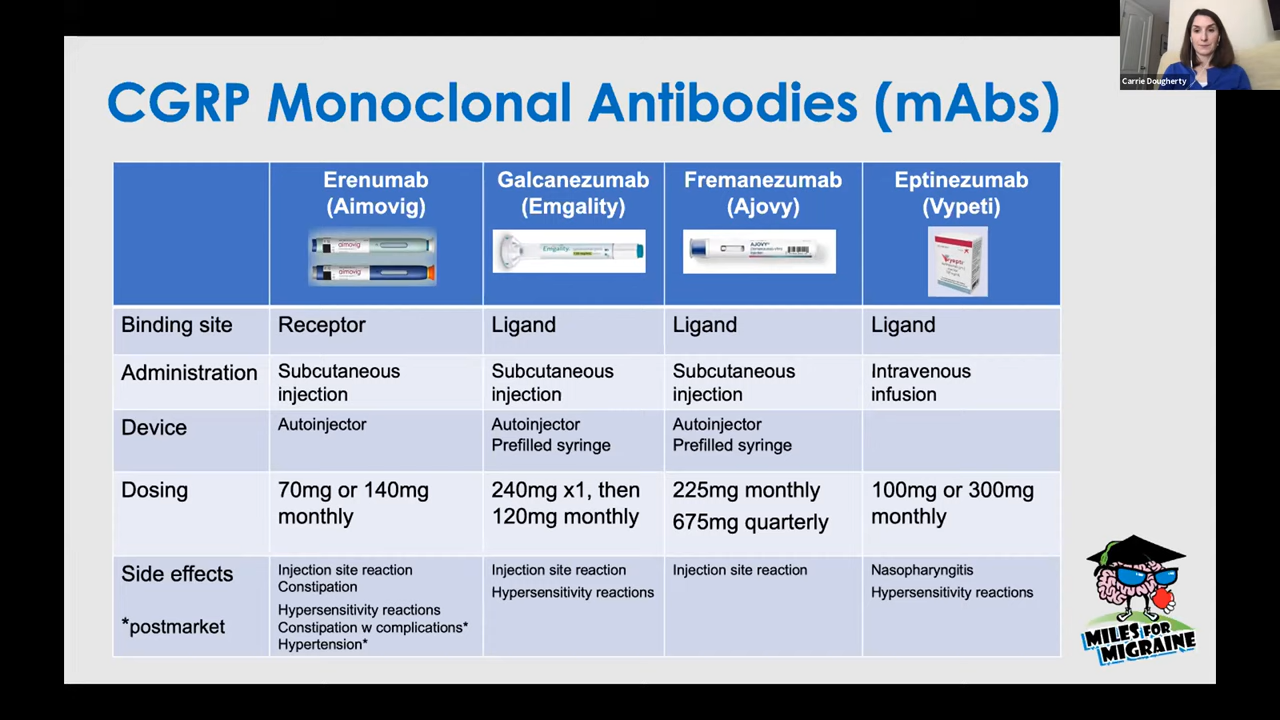 Carrie Dougherty
CGRP Monoclonal Antibodies (mAbs)
Erenumab
(Aimovig)
Galcanezumab
(Emgality)
Fremanezumab
(Ajovy)
Eptinezumab
(Vypeti)
aimovig
aimovig
Emgality
AJOVY
Binding site
Receptor
Ligand
Ligand
Ligand
Administration
Subcutaneous
injection
Subcutaneous
injection
Subcutaneous
injection
Intravenous
infusion
Device
Autoinjector
Autoinjector
Prefilled syringe
Autoinjector
Prefilled syringe
Dosing
70mg or 140mg
monthly
240mg x1, then
120mg monthly
225mg monthly
675mg quarterly
100mg or 300mg
monthly
Side effects
*postmarket
Injection site reaction
Constipation
Hypersensitivity reactions
Constipation w complications*
Hypertension*
Injection site reaction
Hypersensitivity reactions
Injection site reaction
Nasopharyngitis
Hypersensitivity reactions
MILES FOR
MIGRAINE